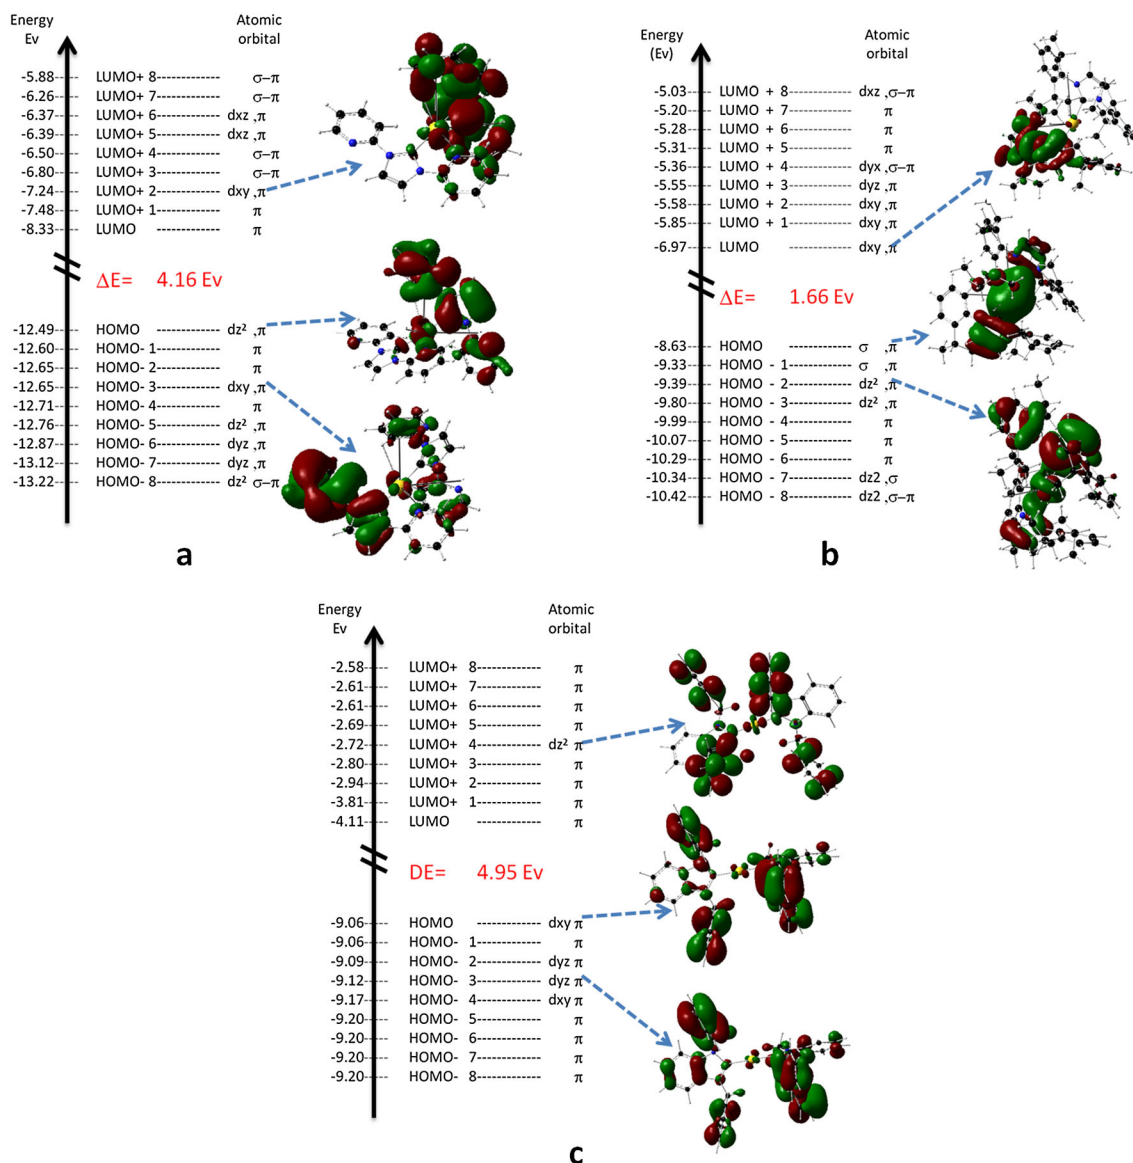 Energy
Ev
Atomic
orbital
-5.88 LUMO+ 8 σ-π
-6.26 LUMO+ 7 σ-π
-6.37 LUMO+ 6 dxz ,π
-6.39 LUMO+ 5 dxz ,π
-6.50 LUMO+ 4 σ-π
-6.80 LUMO+ 3 σ-π
-7.24 LUMO+ 2 dxy ,π
-7.48 LUMO+ 1 π
-8.33 LUMO π
ΔE= 4.16 Ev
-12.49 HOMO dz² ,π
-12.60 HOMO- 1 π
-12.65 HOMO- 2 π
-12.65 HOMO- 3 dxy ,π
-12.71 HOMO- 4 π
-12.76 HOMO- 5 dz² ,π
-12.87 HOMO- 6 dyz ,π
-13.12 HOMO- 7 dyz ,π
-13.22 HOMO- 8 dz² σ-π
a
Energy
(Ev)
Atomic
orbital
-5.03 LUMO + 8 dxz ,σ-π
-5.20 LUMO + 7 π
-5.28 LUMO + 6 π
-5.31 LUMO + 5 π
-5.36 LUMO + 4 dyx ,σ-π
-5.55 LUMO + 3 dyz ,π
-5.58 LUMO + 2 dxy ,π
-5.85 LUMO + 1 dxy ,π
-6.97 LUMO dxy ,π
ΔE= 1.66 Ev
-8.63 HOMO σ ,π
-9.33 HOMO - 1 σ ,π
-9.39 HOMO - 2 dz² ,π
-9.80 HOMO - 3 dz² ,π
-9.99 HOMO - 4 π
-10.07 HOMO - 5 π
-10.29 HOMO - 6 π
-10.34 HOMO - 7 dz2 ,σ
-10.42 HOMO - 8 dz2 ,σ-π
b
Energy
Ev
Atomic
orbital
-2.58 LUMO+ 8 π
-2.61 LUMO+ 7 π
-2.61 LUMO+ 6 π
-2.69 LUMO+ 5 π
-2.72 LUMO+ 4 dz² π
-2.80 LUMO+ 3 π
-2.94 LUMO+ 2 π
-3.81 LUMO+ 1 π
-4.11 LUMO π
DE= 4.95 Ev
-9.06 HOMO dxy π
-9.06 HOMO- 1 π
-9.09 HOMO- 2 dyz π
-9.12 HOMO- 3 dyz π
-9.17 HOMO- 4 dxy π
-9.20 HOMO- 5 π
-9.20 HOMO- 6 π
-9.20 HOMO- 7 π
-9.20 HOMO- 8 π
c